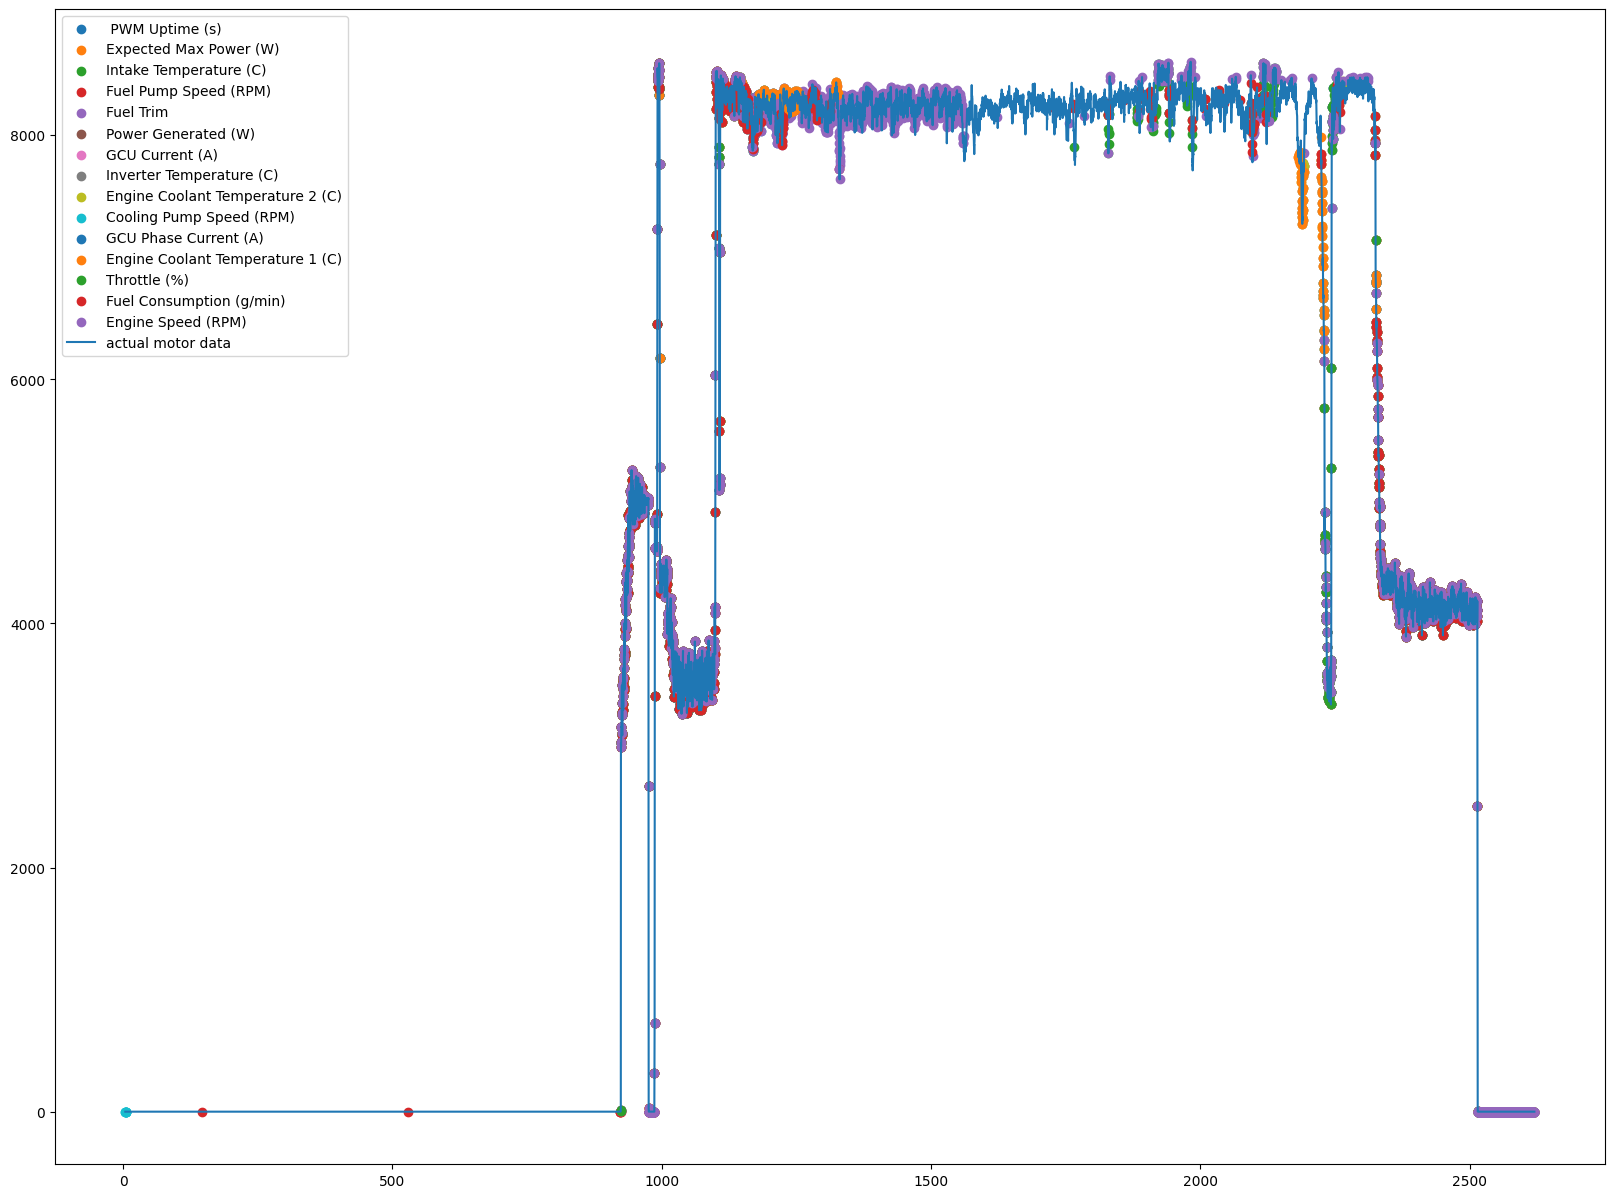 PWM Uptime (s)
Expected Max Power (W)
Intake Temperature (C)
Fuel Pump Speed (RPM)
Fuel Trim
Power Generated (W)
GCU Current (A)
Inverter Temperature (C)
Engine Coolant Temperature 2 (C)
Cooling Pump Speed (RPM)
GCU Phase Current (A)
Engine Coolant Temperature 1 (C)
Throttle (%)
Fuel Consumption (g/min)
Engine Speed (RPM)
actual motor data
8000
6000
4000
2000
0
0 500 1000 1500 2000 2500